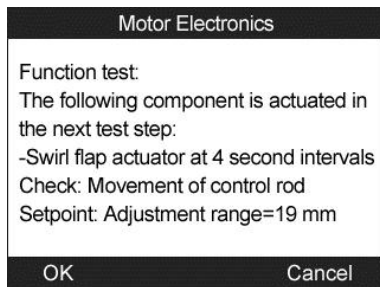 Motor Electronics
Function test:
The following component is actuated in
the next test step:
-Swirl flap actuator at 4 second intervals
Check: Movement of control rod
Setpoint: Adjustment range=19 mm
OK
Cancel